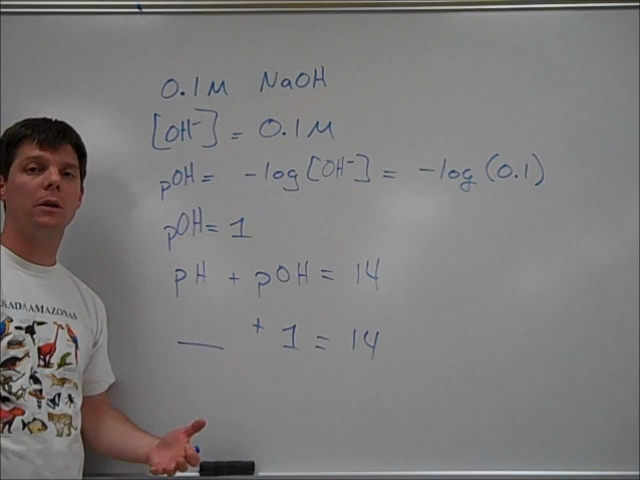 0.1M NaOH
[OH⁻] = 0.1M
pOH = -log[OH⁻] = -log(0.1)
pOH = 1
pH + pOH = 14
__ + 1 = 14